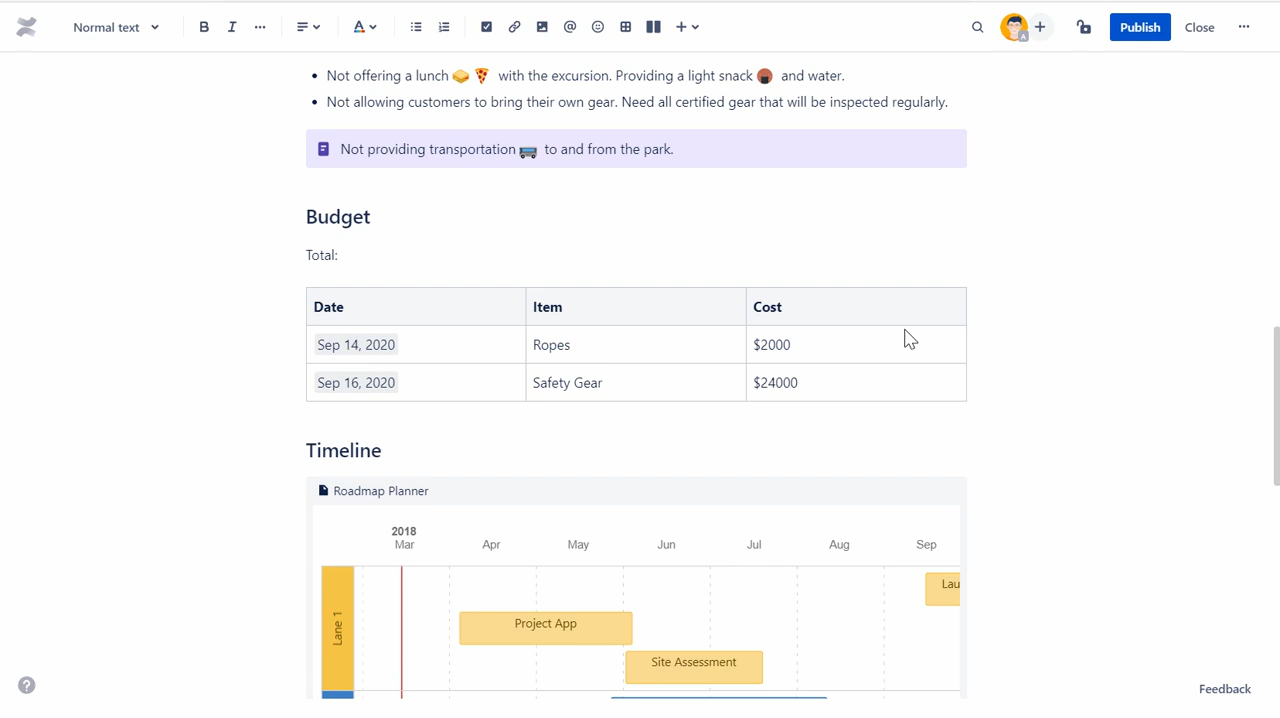 Normal text
B
I
A
@
A
Publish
Close
Not offering a lunch with the excursion. Providing a light snack and water.
Not allowing customers to bring their own gear. Need all certified gear that will be inspected regularly.
Not providing transportation to and from the park.
Budget
Total:
Date Item Cost
Sep 14, 2020 Ropes $2000
Sep 16, 2020 Safety Gear $24000
Timeline
Roadmap Planner
2018
Mar Apr May Jun Jul Aug Sep
Lau
Lane 1
Project App
Site Assessment
Feedback